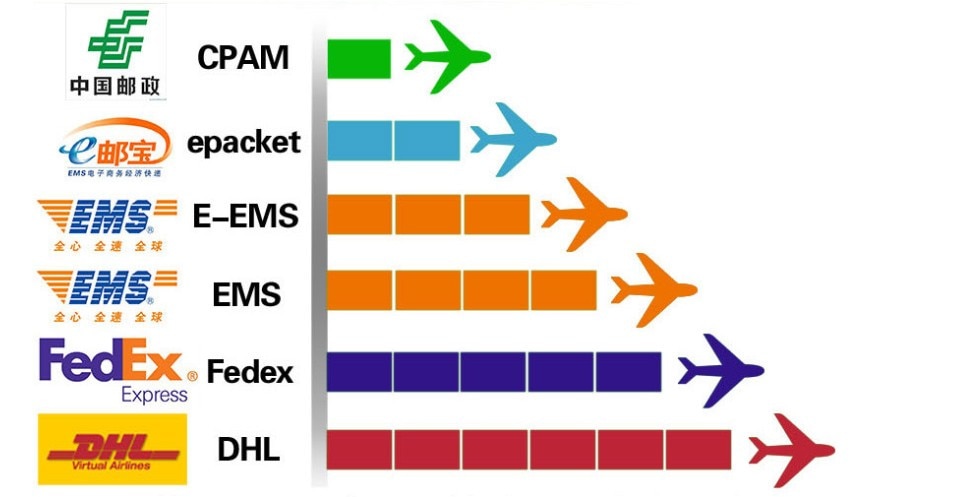 中国邮政
CPAM
e邮宝
EMS电子商务经济快递
epacket
EMS®
全心 全速 全球
E-EMS
EMS®
全心 全速 全球
EMS
FedEx®
Express
Fedex
DHL
Virtual Airlines
DHL